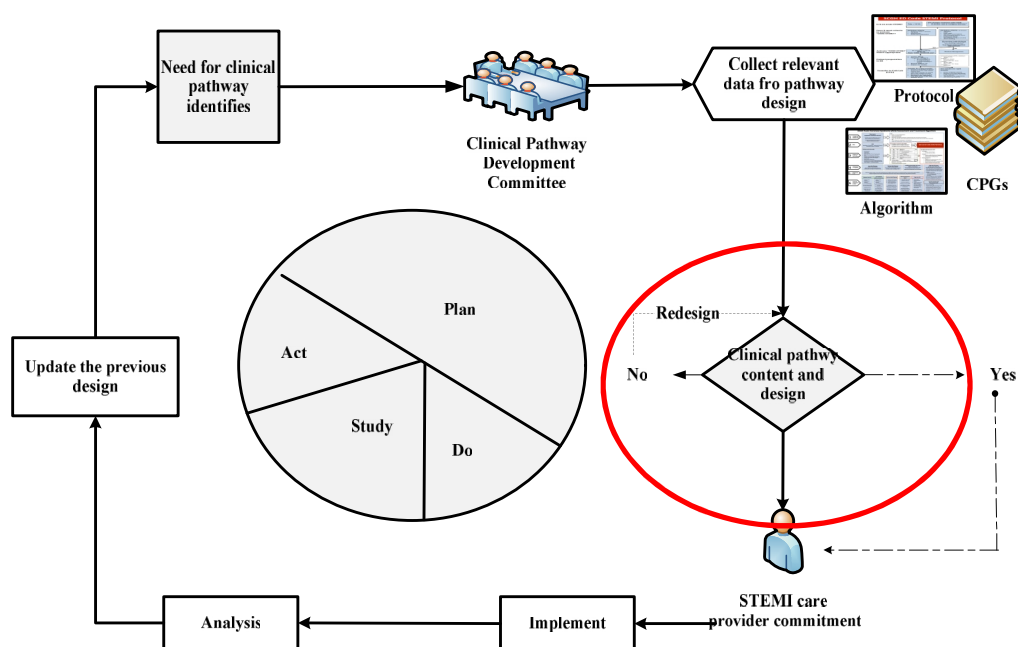 Need for clinical
pathway
identifies
Clinical Pathway
Development
Committee
Collect relevant
data fro pathway
design
Protocol
CPGs
Algorithm
Plan
Act
Study
Do
Redesign
No
Clinical pathwy
content and
design
Yes
Update the previous
design
STEMI care
provider commitment
Implement
Analysis